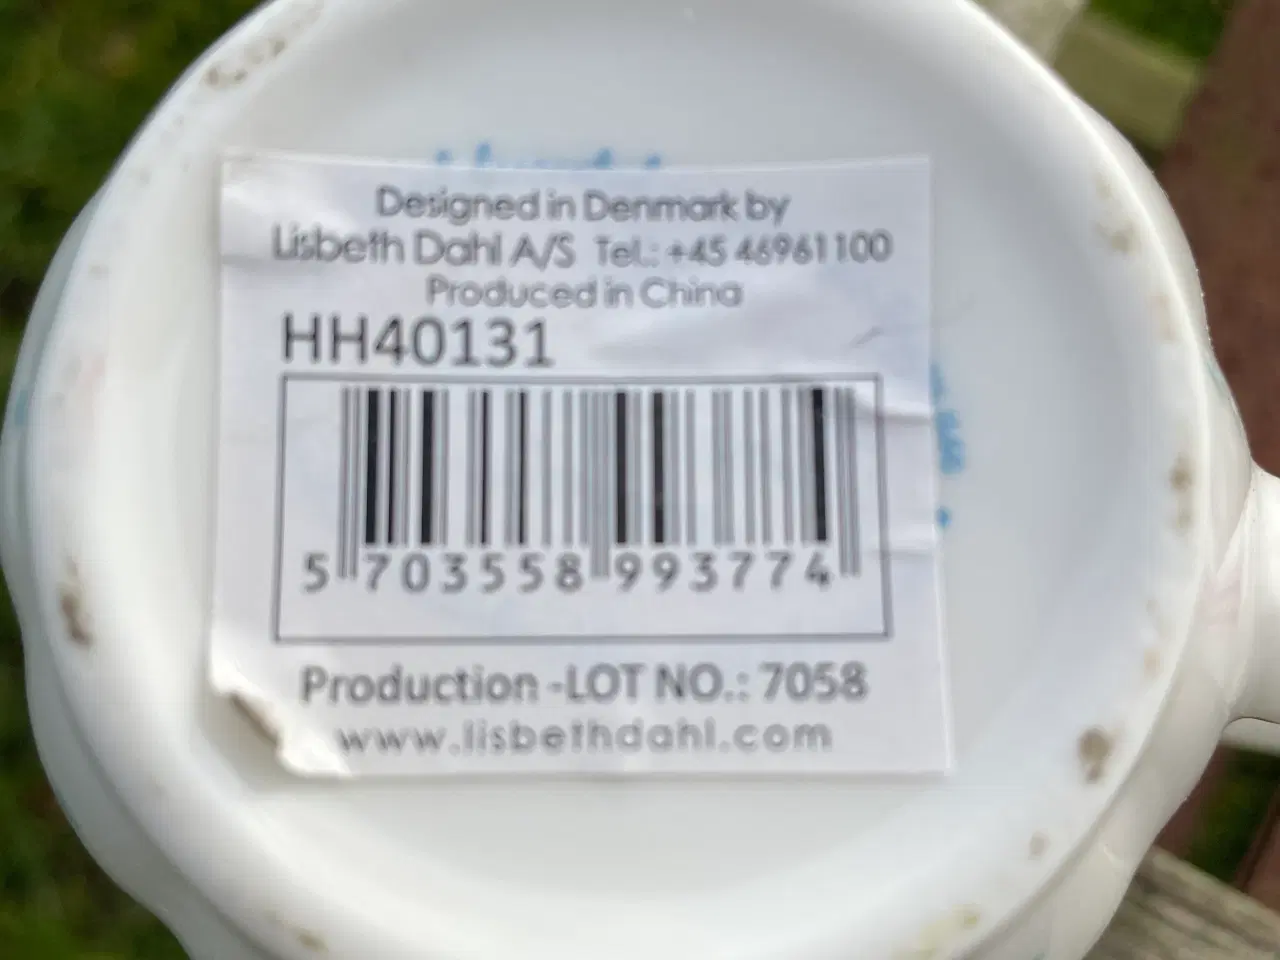 Designed in Denmark by
Lisbeth Dahl A/S Tel.: +45 46961100
Produced in China
HH40131
5 703558 993774
Production -LOT NO.: 7058
www.lisbethdahl.com